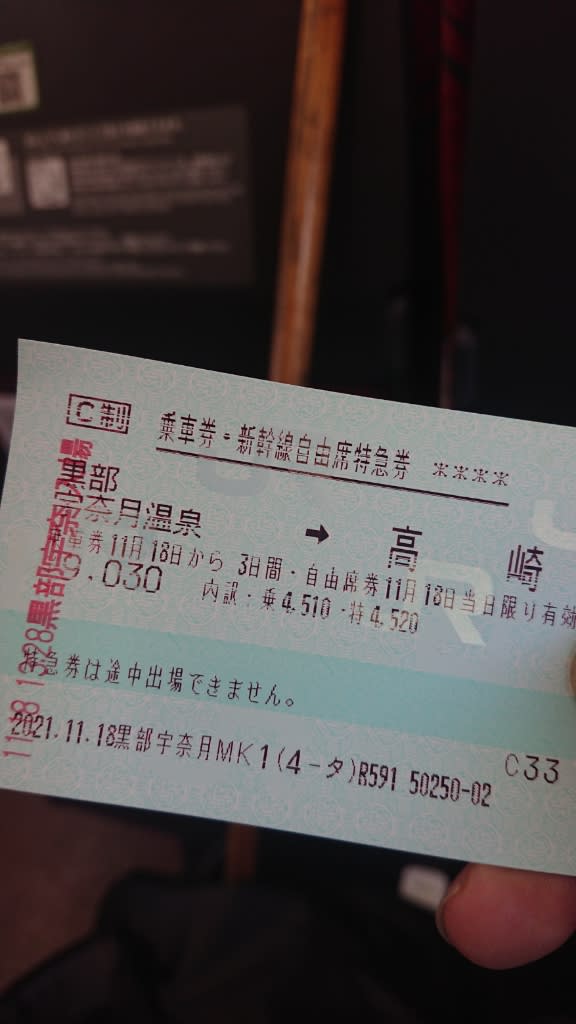 C制
乗車券・新幹線自由席特急券 ****
黒部
宇奈月温泉 → 高崎
乗車券11月18日から 3日間・自由席券11月18日当日限り有効
9,030 内訳:乗4,510・特4,520
特急券は途中出場できません。
2021.11.18黒部宇奈月MK1(4-タ)R591 50250-02 C33
黒部宇奈